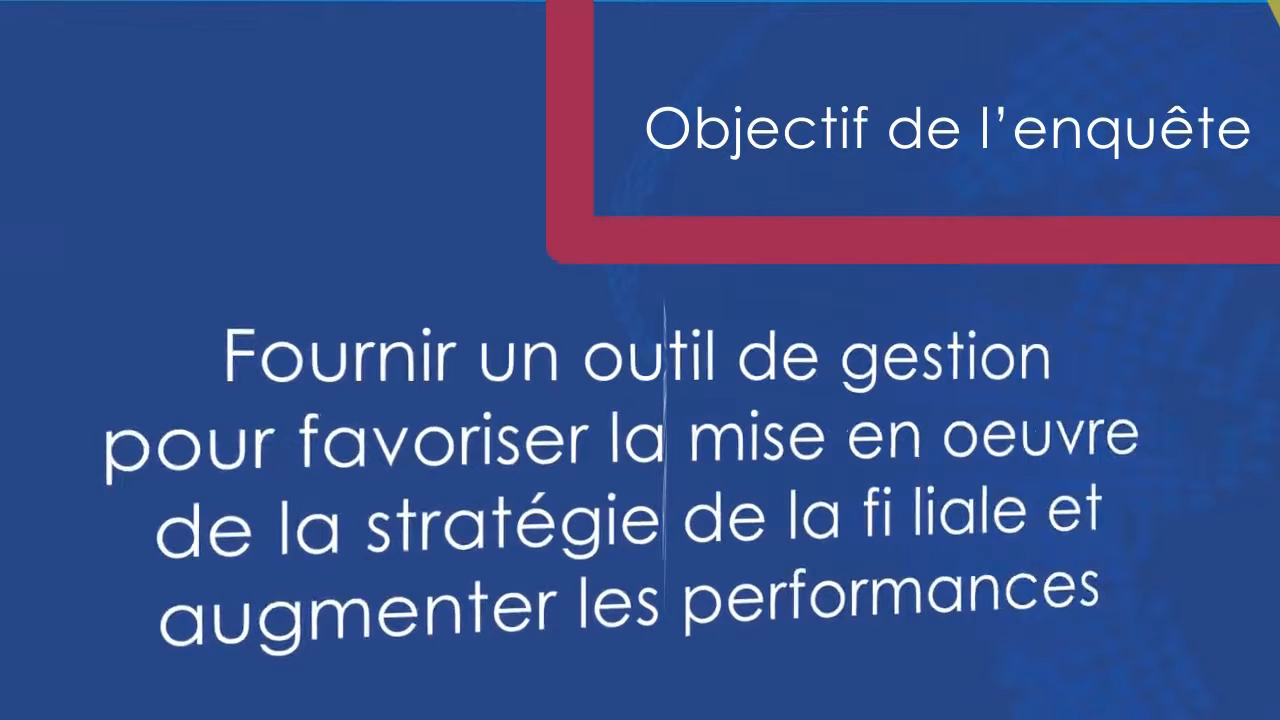 Objectif de l’enquête
Fournir un outil de gestion
pour favoriser la mise en oeuvre
de la stratégie de la fi liale et
augmenter les performances